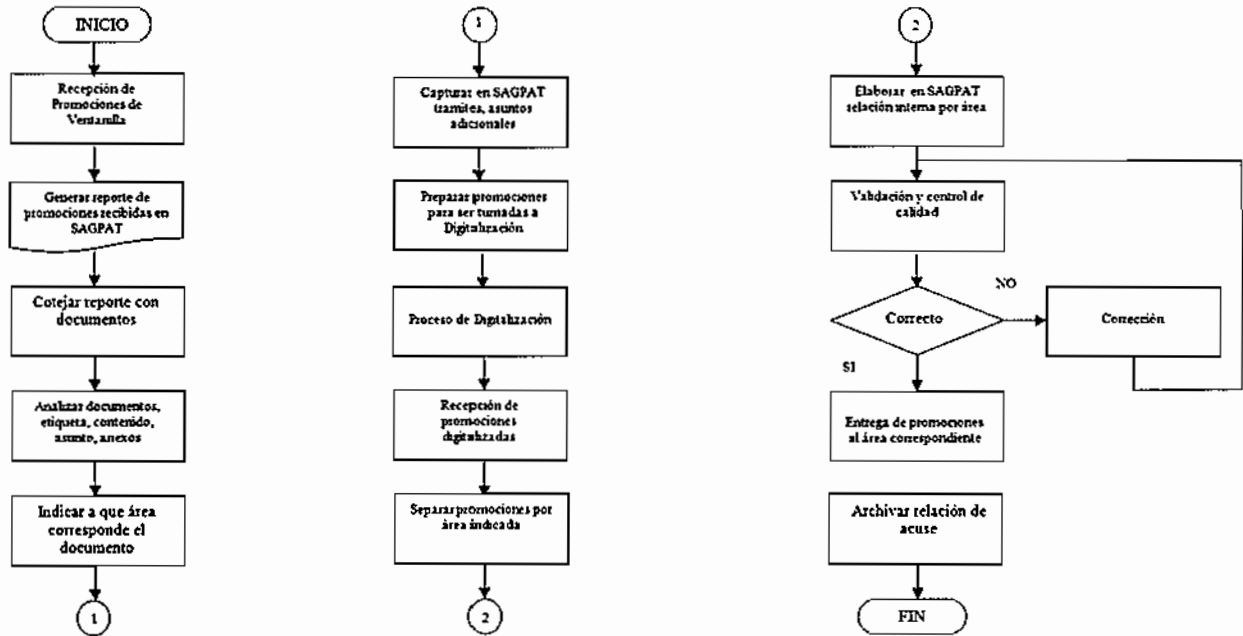 INICIO
Recepción de
Promociones de
Ventanilla
Generar reporte de
promociones recibidas en
SAGPAT
Cotejar reporte con
documentos
Analizar documentos,
etiqueta, contenido,
asunto, anexos
Indicar a que área
corresponde el
documento
1
1
Capturar en SAGPAT
tramites, asuntos
adicionales
Preparar promociones
para ser turnadas a
Digitalización
Proceso de Digitalización
Recepción de
promociones
digitalizadas
Separar promociones por
área indicada
2
2
Elaborar en SAGPAT
relación interna por área
Validación y control de
calidad
Correcto
NO
Corrección
SI
Entrega de promociones
al área correspondiente
Archivar relación de
acuse
FIN